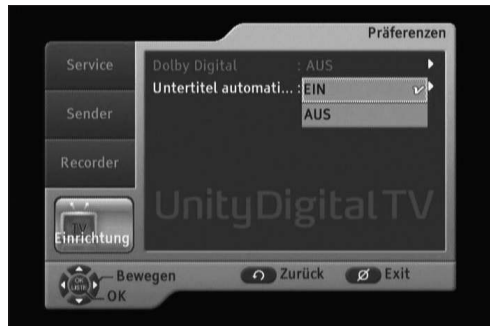 Präferenzen
Service
Sender
Recorder
Einrichtung
Dolby Digital : AUS
Untertitel automati... : EIN
AUS
UnityDigitalTV
Bewegen
OK
Zurück
Exit